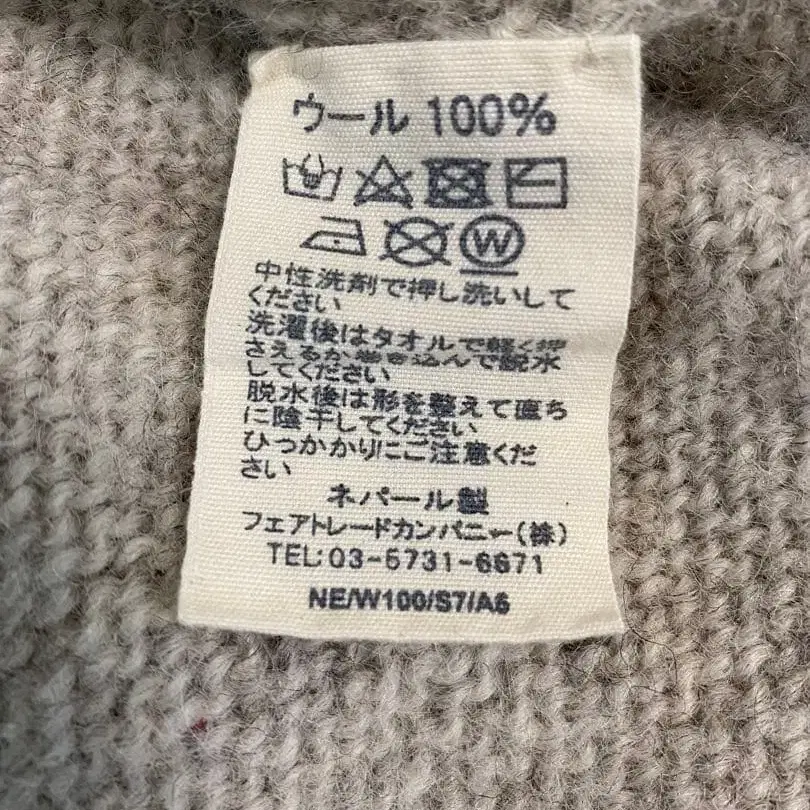 ウール 100%
W
中性洗剤で押し洗いして
ください
洗濯後はタオルで軽く押
さえるか巻き込んで脱水
してください
脱水後は形を整えて直ち
に陰干してください
ひっかかりにご注意くだ
さい
ネパール製
フェアトレードカンパニー(株)
TEL:03-5731-6671
NE/W100/S7/A6